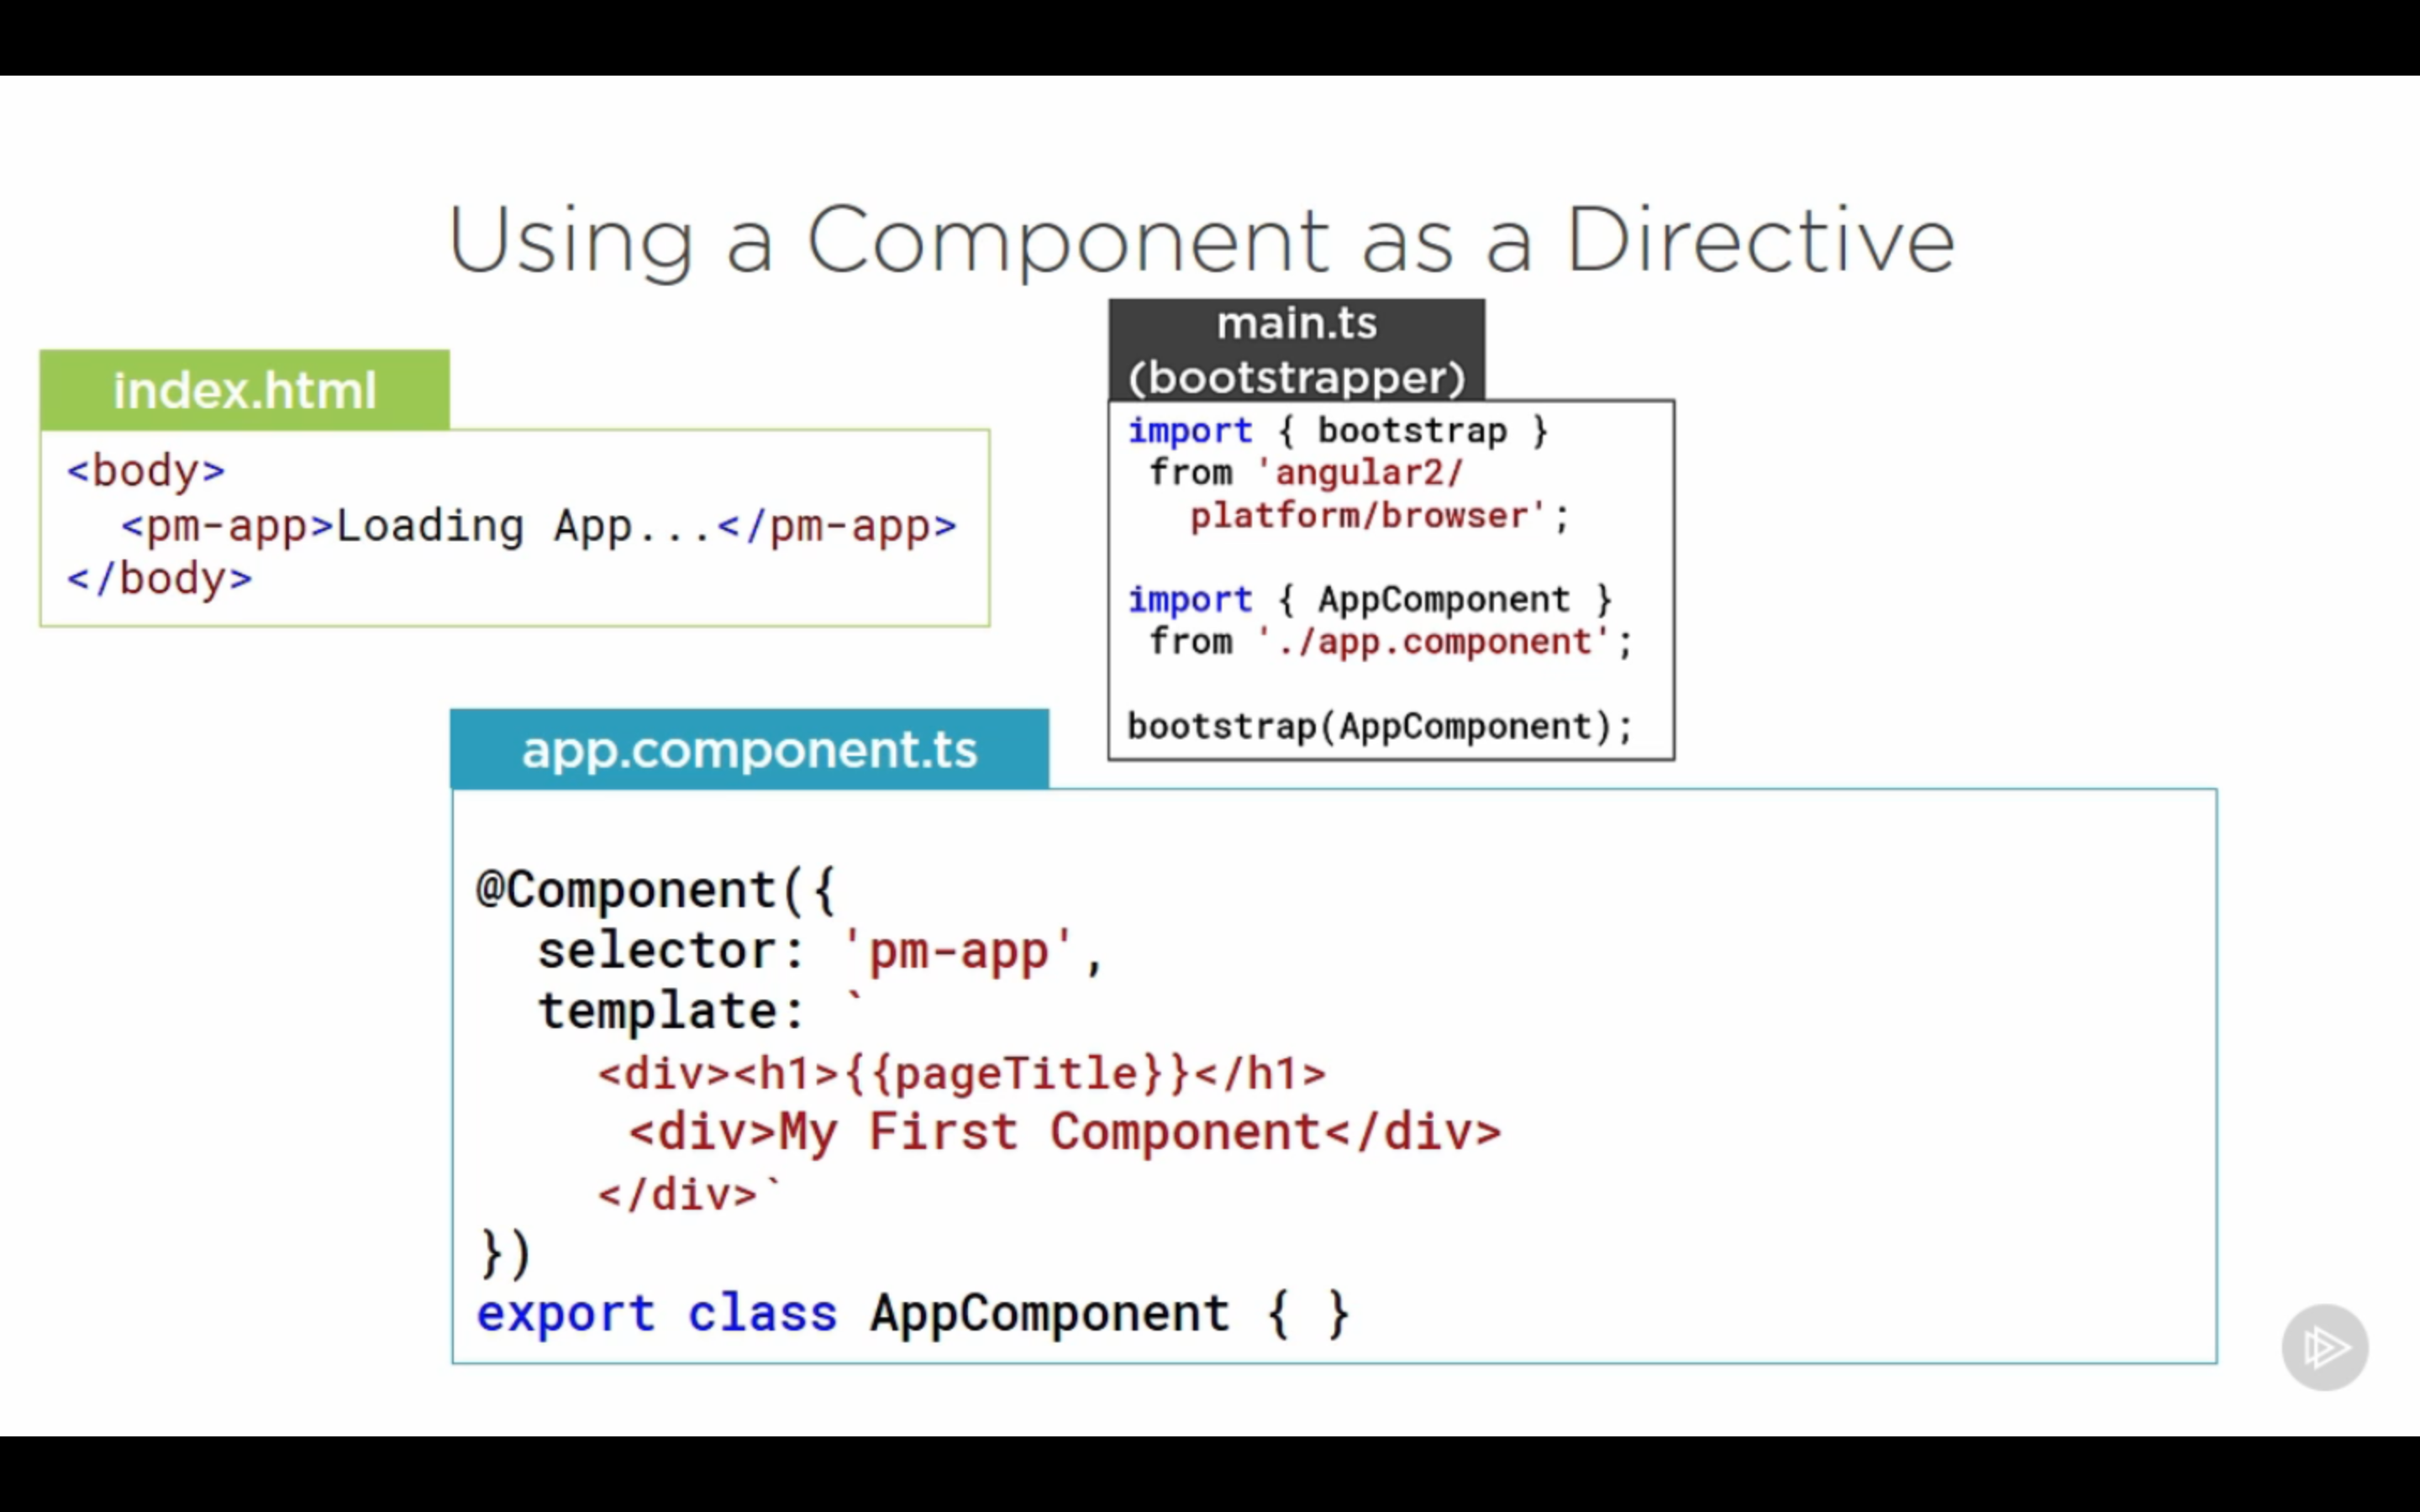 Using a Component as a Directive
index.html
<body>
  <pm-app>Loading App...</pm-app>
</body>
main.ts
(bootstrapper)
import { bootstrap }
 from 'angular2/
   platform/browser';
import { AppComponent }
 from './app.component';
bootstrap(AppComponent);
app.component.ts
@Component({
  selector: 'pm-app',
  template: `
    <div><h1>{{pageTitle}}</h1>
     <div>My First Component</div>
    </div>`
})
export class AppComponent { }